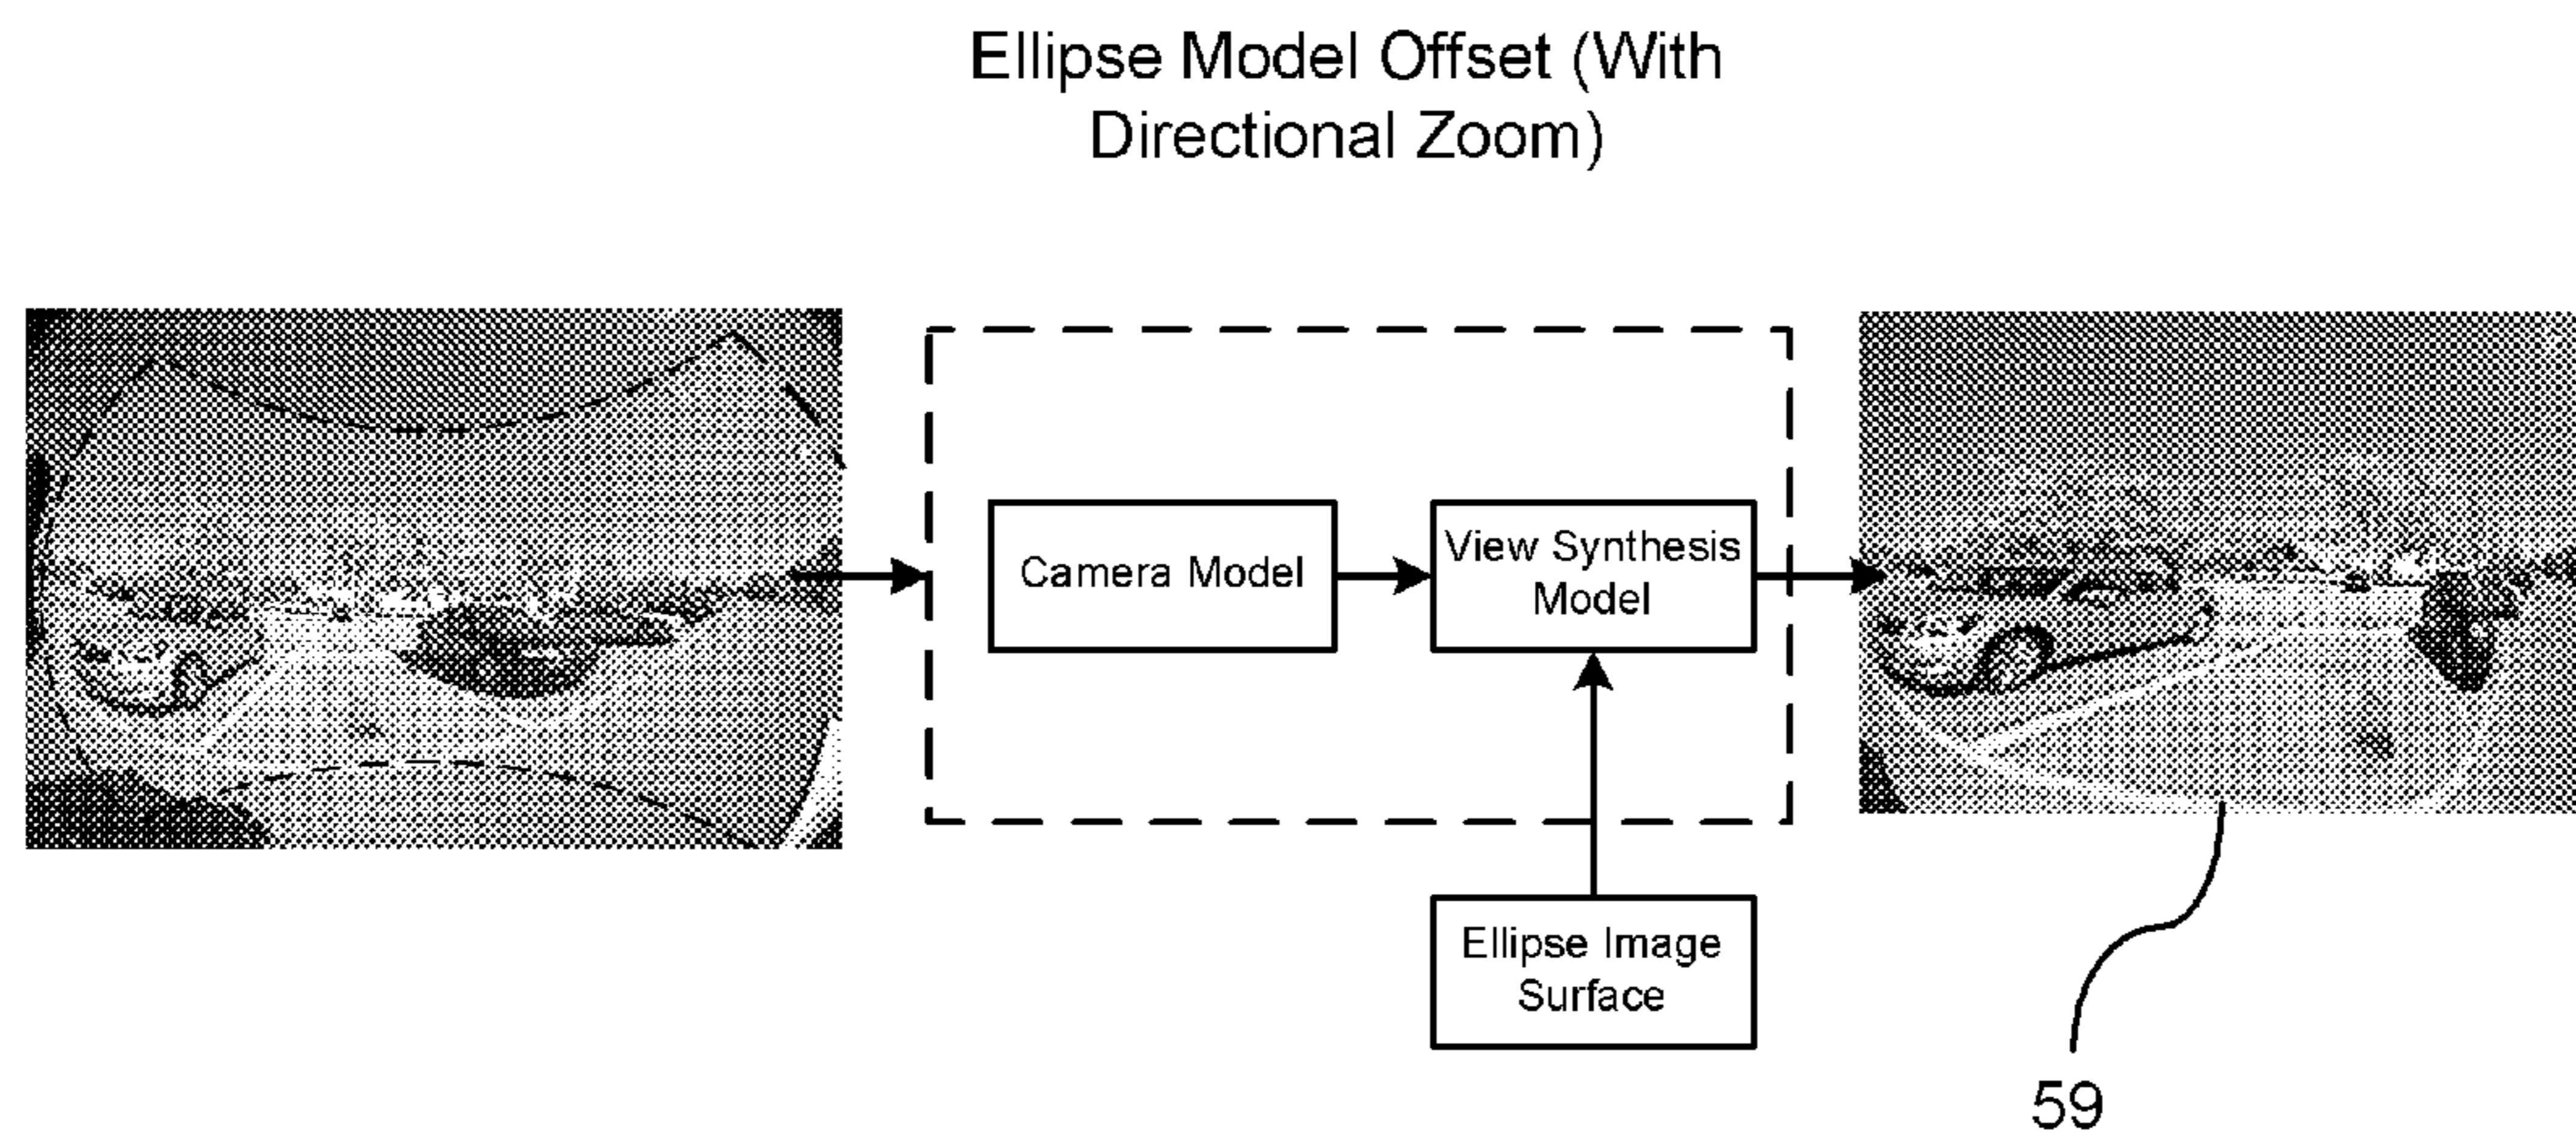 Ellipse Model Offset (With
Directional Zoom)
Camera Model
View Synthesis
Model
Ellipse Image
Surface
59